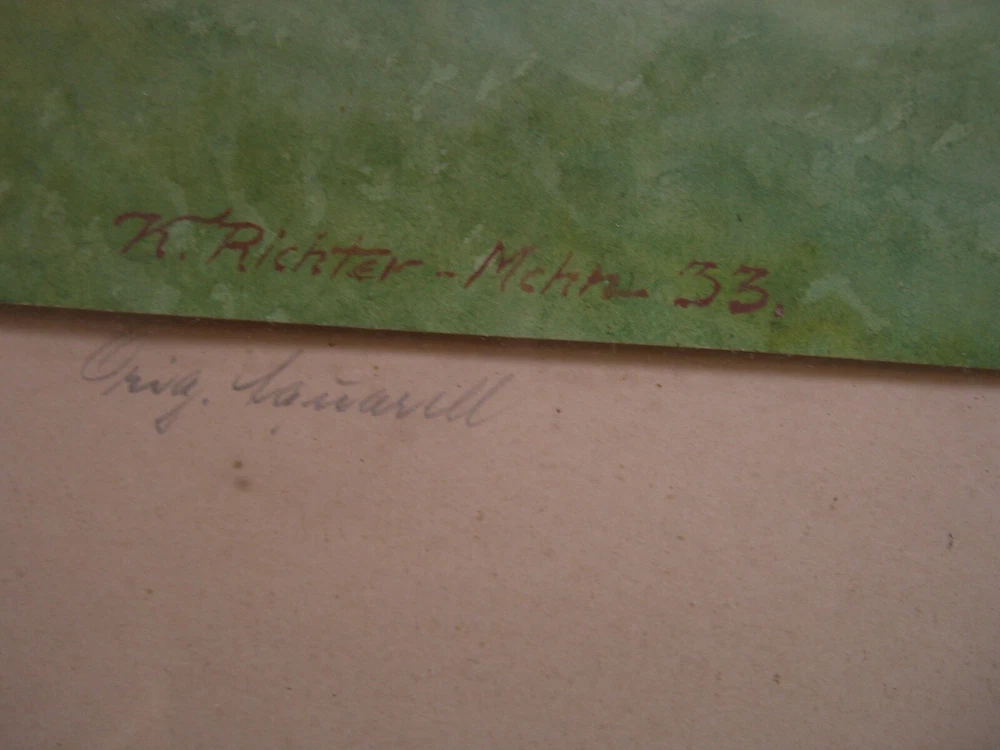 K. Richter - Mchn 33.
Orig. Aquarell